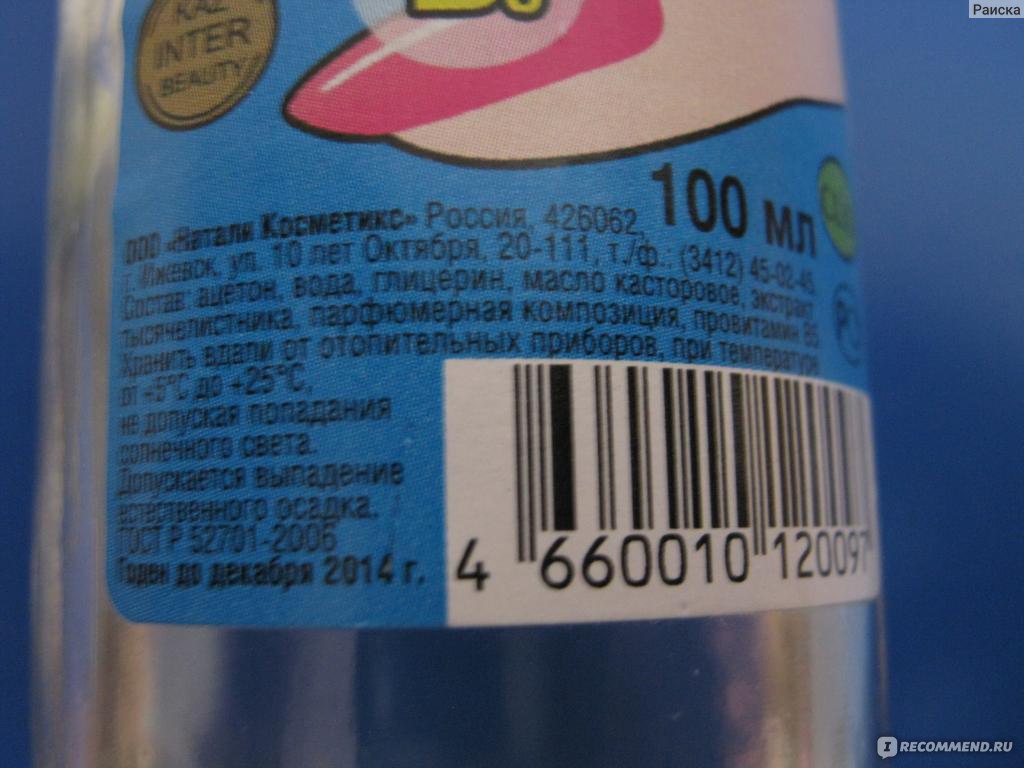 Раиска
KAZ
INTER
BEAUTY
100 мл
ООО «Натали Косметикс» Россия, 426062,
г. Ижевск, ул. 10 лет Октября, 20-111, т./ф.: (3412) 45-02-45
Состав: ацетон, вода, глицерин, масло касторовое, экстракт
тысячелистника, парфюмерная композиция, провитамин B5
Хранить вдали от отопительных приборов, при температуре
от +5°С до +25°С,
не допуская попадания
солнечного света.
Допускается выпадение
естественного осадка.
ГОСТ Р 52701-2006
Годен до декабря 2014 г.
4 660010 120097
IRECOMMEND.RU